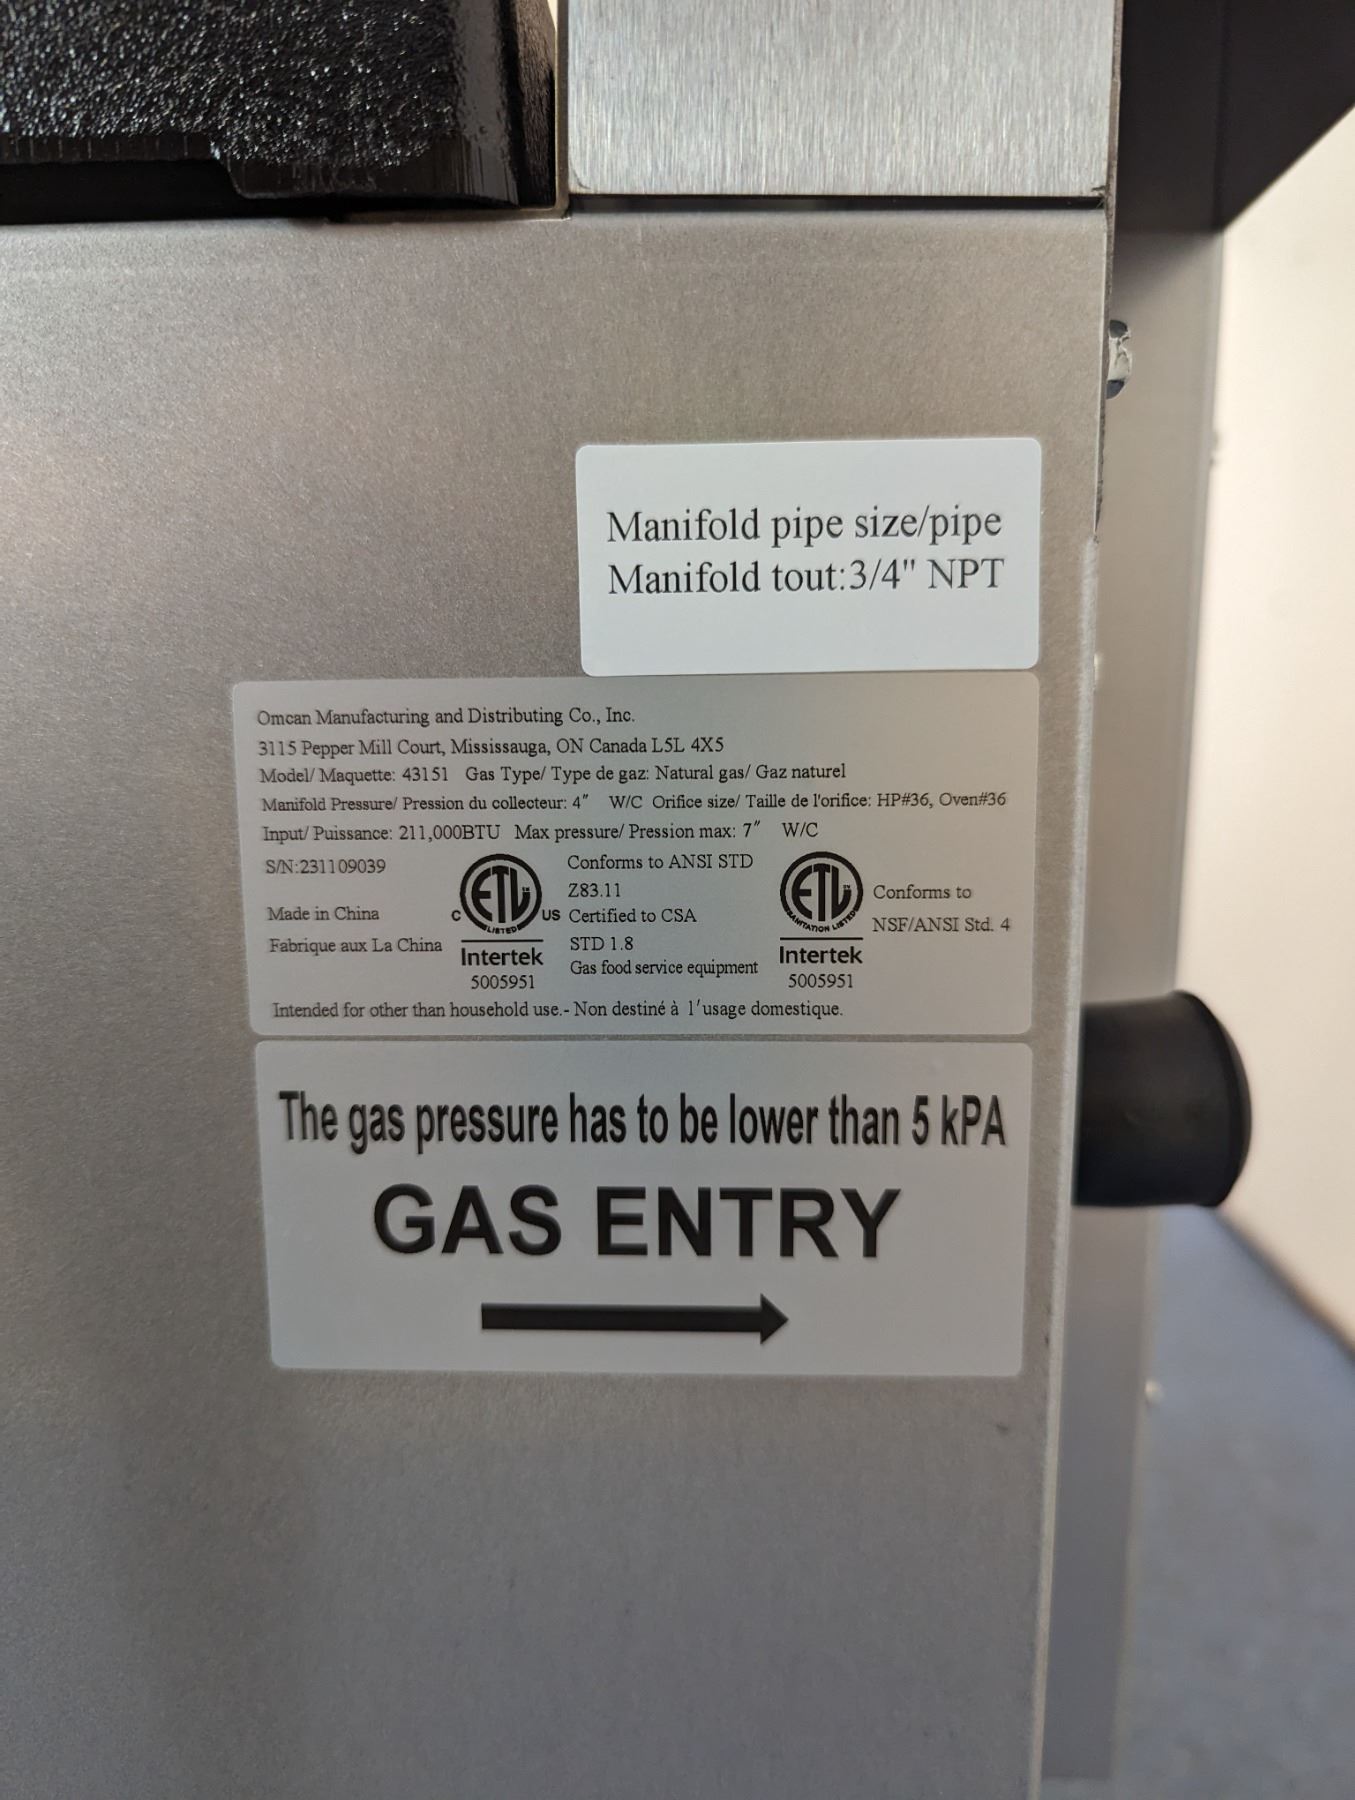 Manifold pipe size/pipe
Manifold tout:3/4" NPT
Omcan Manufacturing and Distributing Co., Inc.
3115 Pepper Mill Court, Mississauga, ON Canada L5L 4X5
Model/ Maquette: 43151 Gas Type/ Type de gaz: Natural gas/ Gaz naturel
Manifold Pressure/ Pression du collecteur: 4" W/C Orifice size/ Taille de l'orifice: HP#36, Oven#36
Input/ Puissance: 211,000BTU Max pressure/ Pression max: 7" W/C
S/N:231109039
Made in China
Fabrique aux La China
C ETL US
LISTED
Intertek
5005951
Conforms to ANSI STD
Z83.11
Certified to CSA
STD 1.8
Gas food service equipment
ETL
SANITATION LISTED
Intertek
5005951
Conforms to
NSF/ANSI Std. 4
Intended for other than household use.- Non destiné à l'usage domestique.
The gas pressure has to be lower than 5 kPA
GAS ENTRY